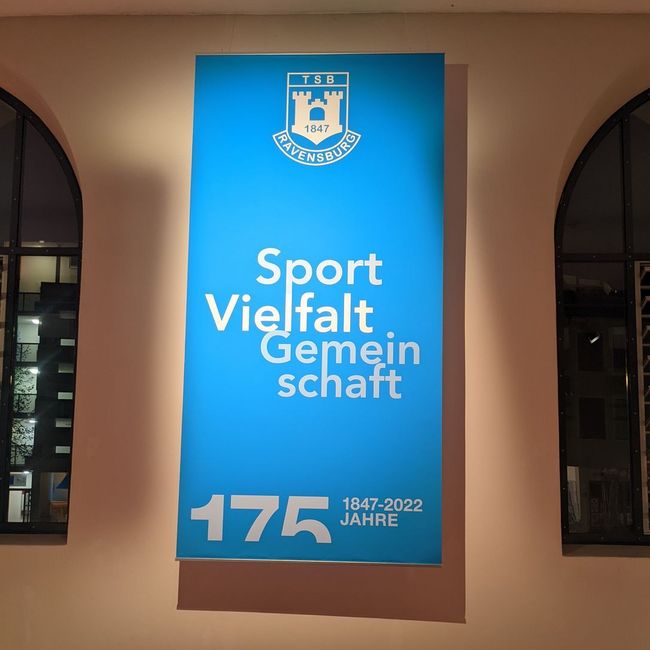 TSB
1847
RAVENSBURG
Sport
Vielfalt
Gemein
schaft
175 1847-2022
JAHRE